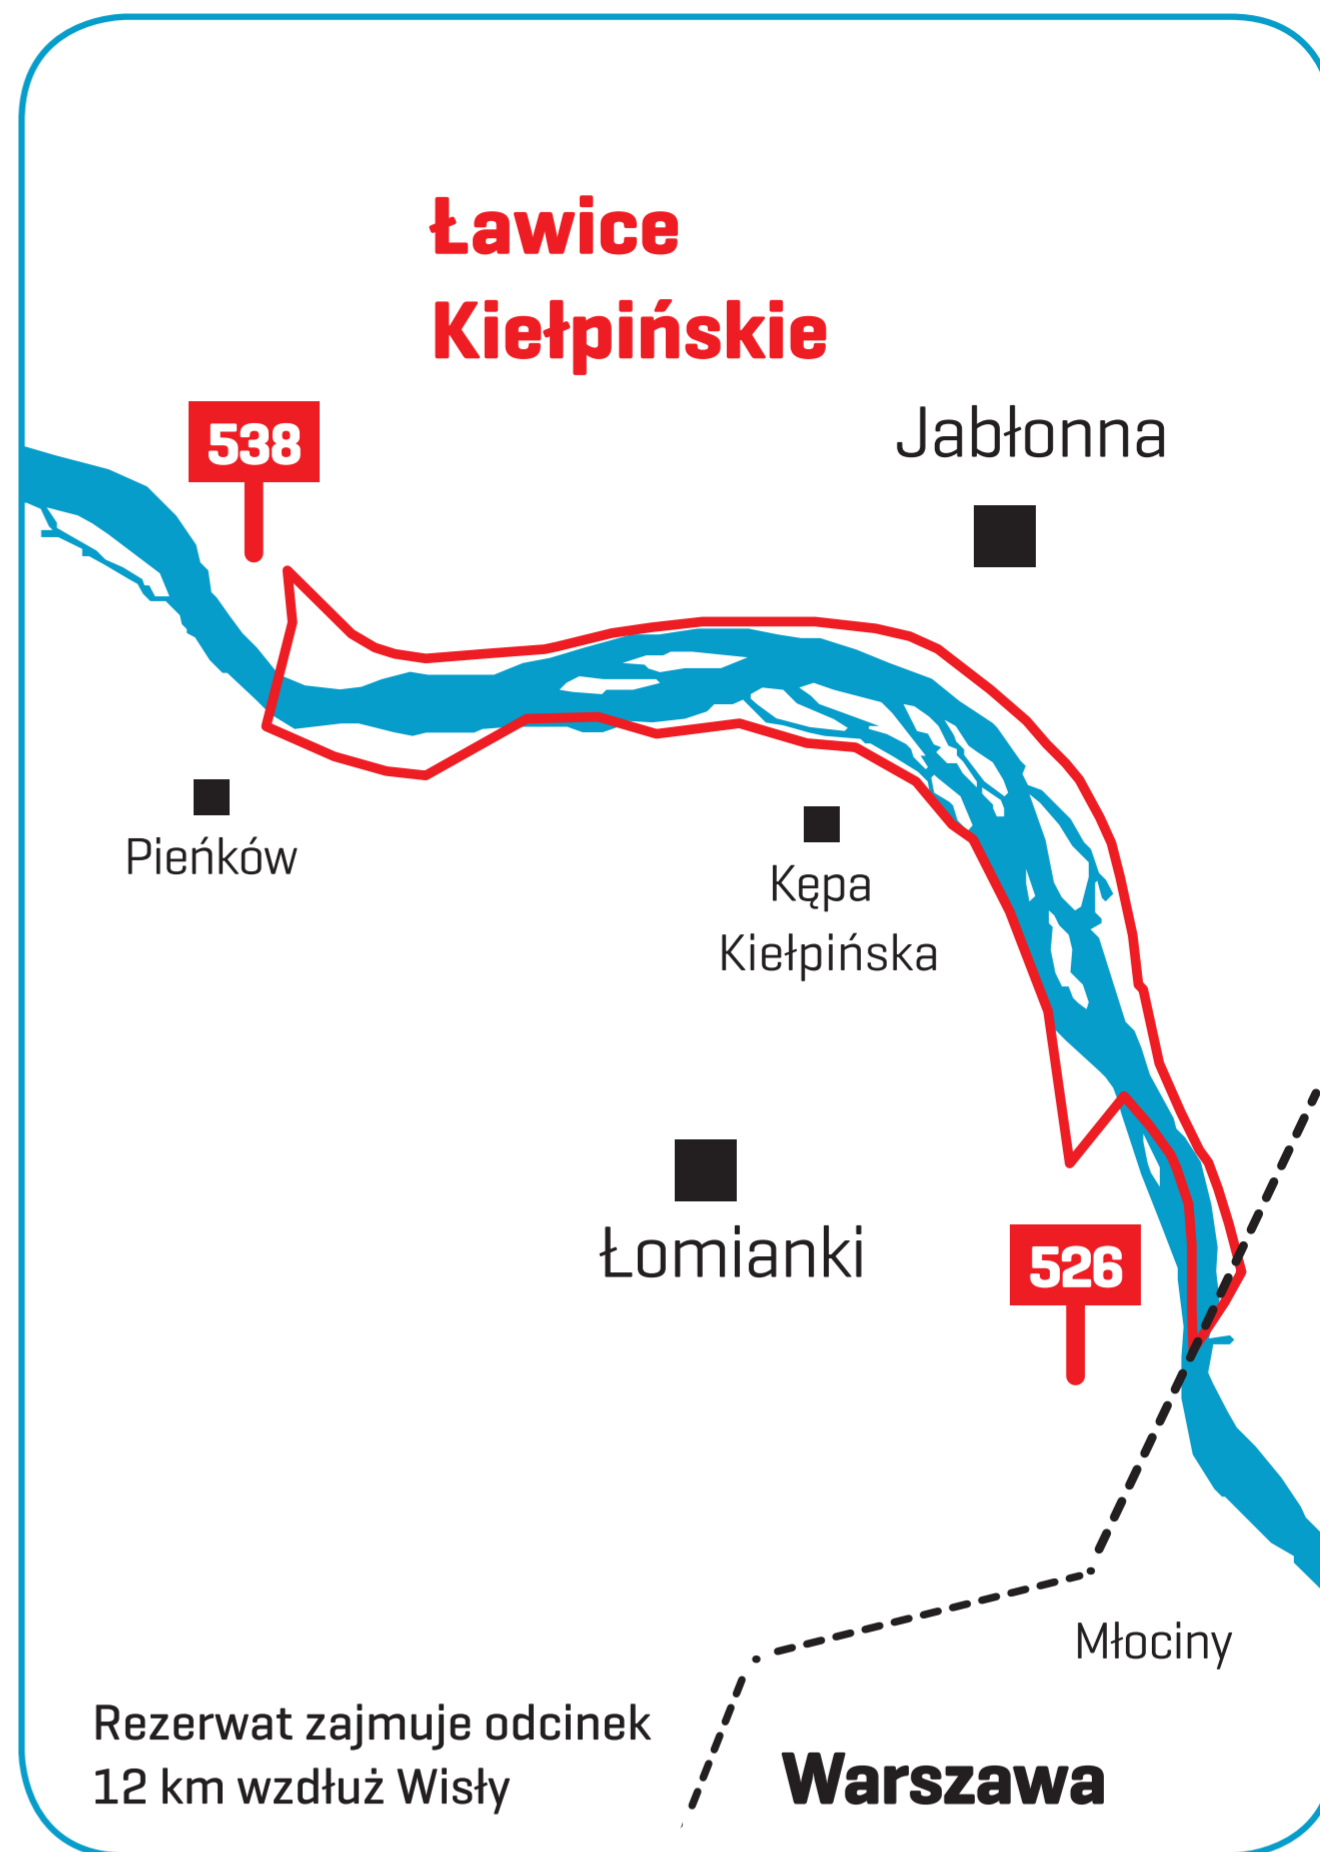 Ławice
Kiełpińskie
538
Jabłonna
Pieńków
Kępa
Kiełpińska
Łomianki
526
Młociny
Rezerwat zajmuje odcinek
12 km wzdłuż Wisły
Warszawa